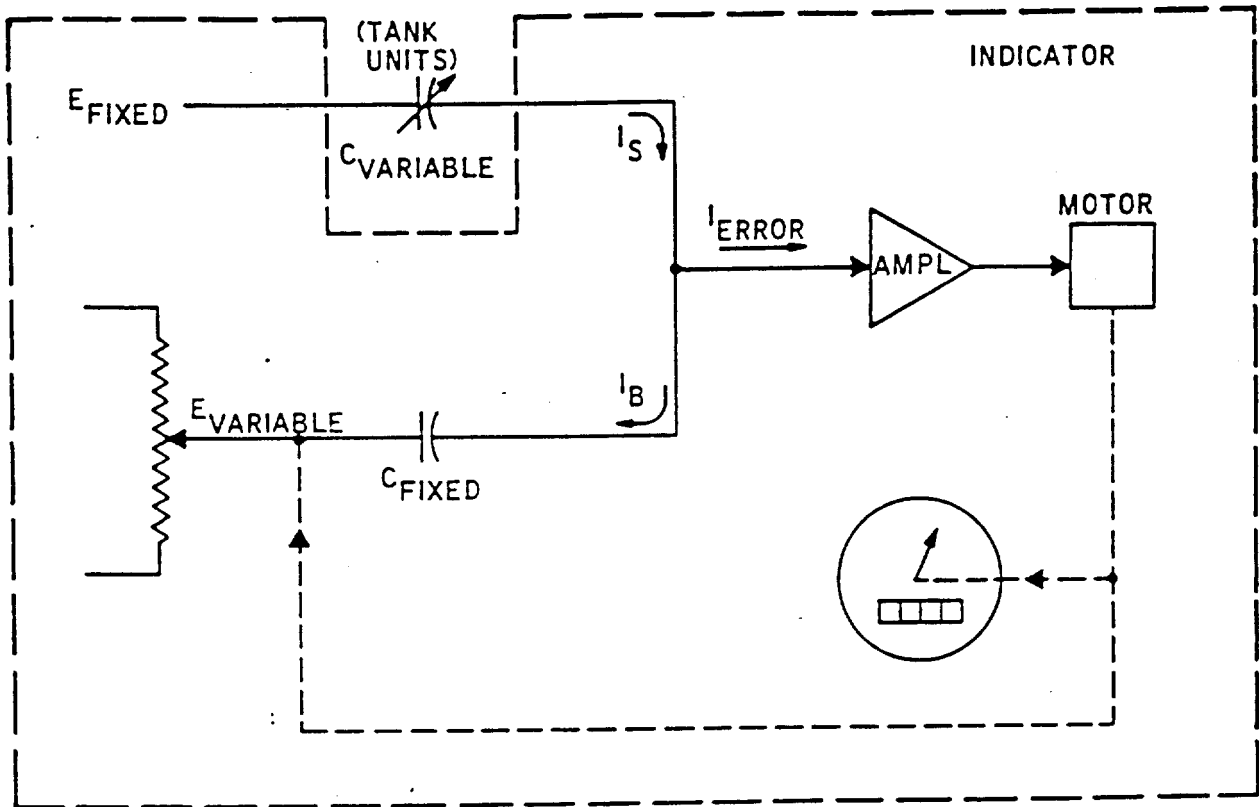 (TANK
UNITS)
INDICATOR
E FIXED
C VARIABLE
I S
MOTOR
I ERROR
AMPL
I B
E VARIABLE
C FIXED